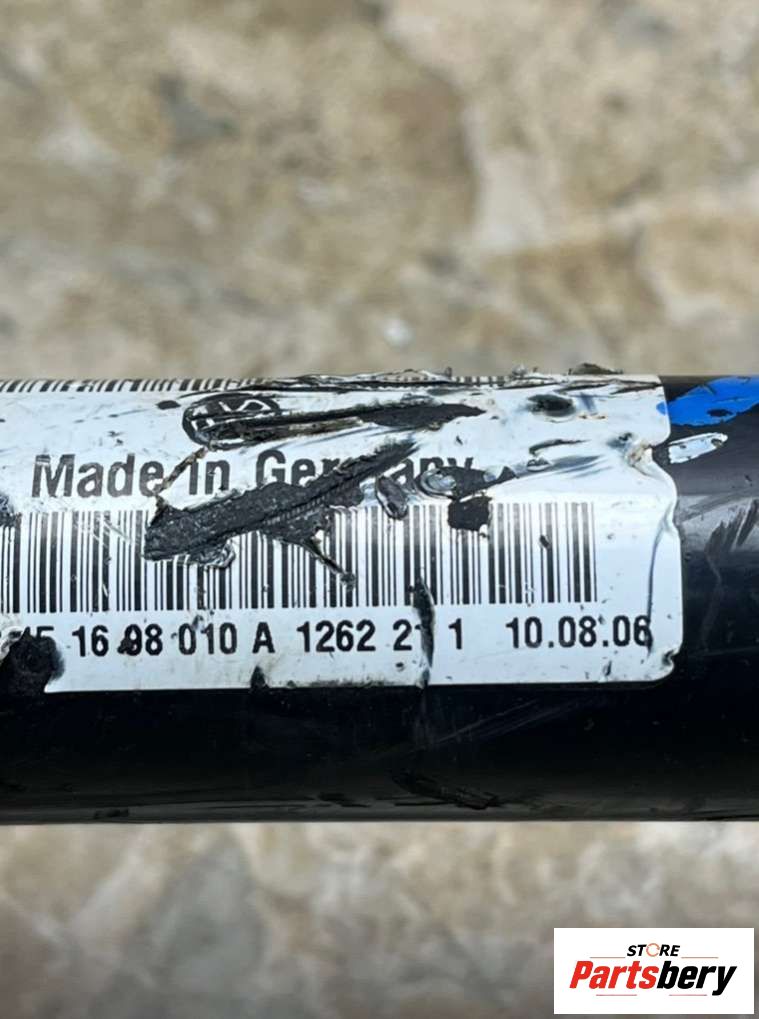 Made in Germany
16 98 010 A 1262 21 1 10.08.06
STORE
Partsbery